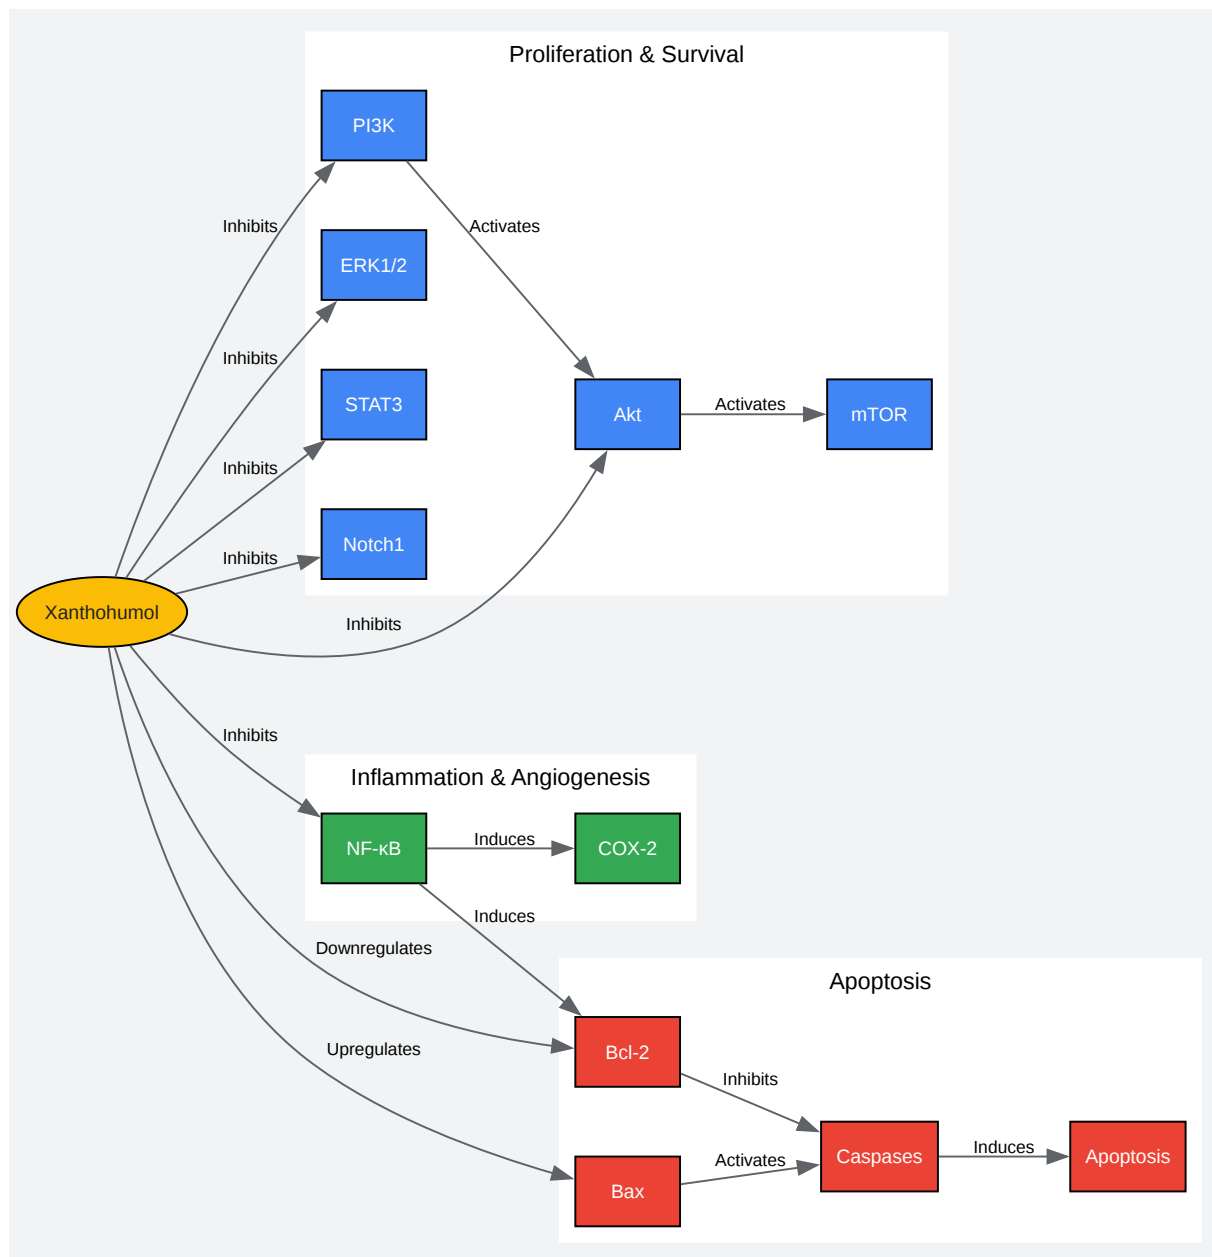 Proliferation & Survival
PI3K
Inhibits
Activates
ERK1/2
Inhibits
STAT3
Akt
Activates
mTOR
Inhibits
Notch1
Inhibits
Xanthohumol
Inhibits
Inhibits
Inflammation & Angiogenesis
NF-κB
Induces
COX-2
Induces
Downregulates
Apoptosis
Upregulates
Bcl-2
Inhibits
Caspases
Induces
Apoptosis
Activates
Bax